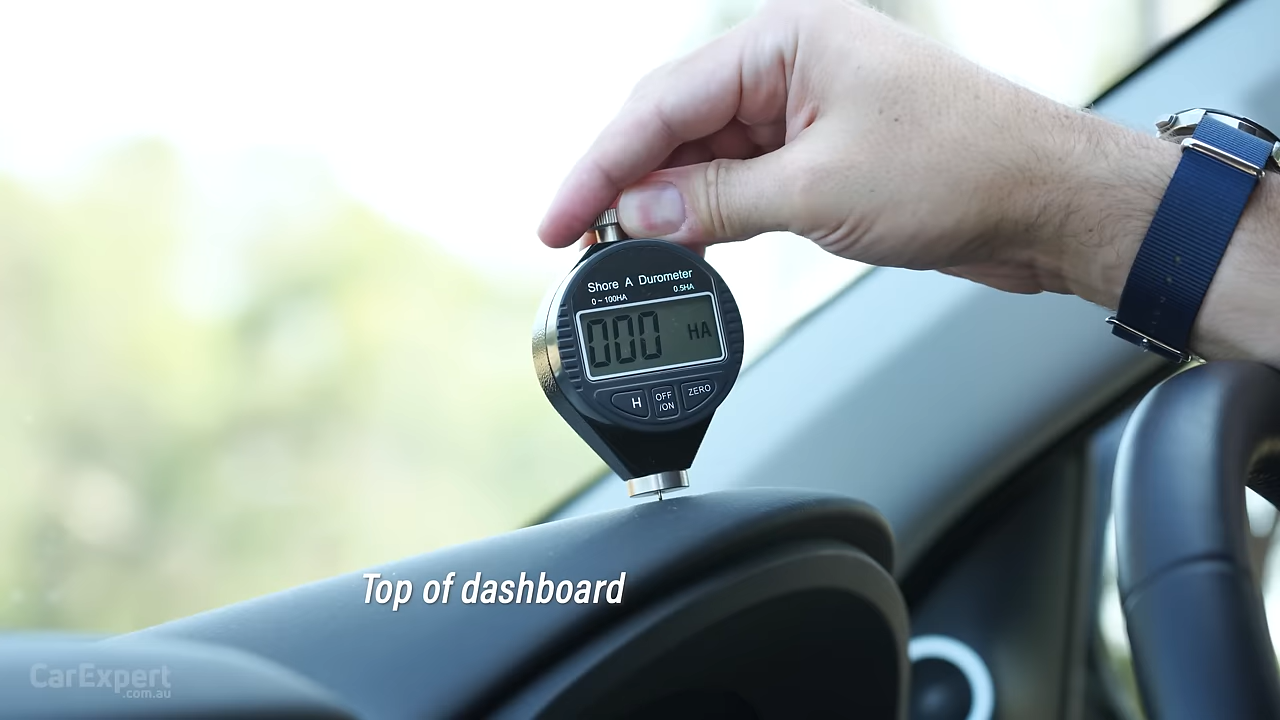 Shore A Durometer
0 ~ 100HA 0.5HA
000 HA
H OFF /ON ZERO
Top of dashboard
CarExpert
.com.au